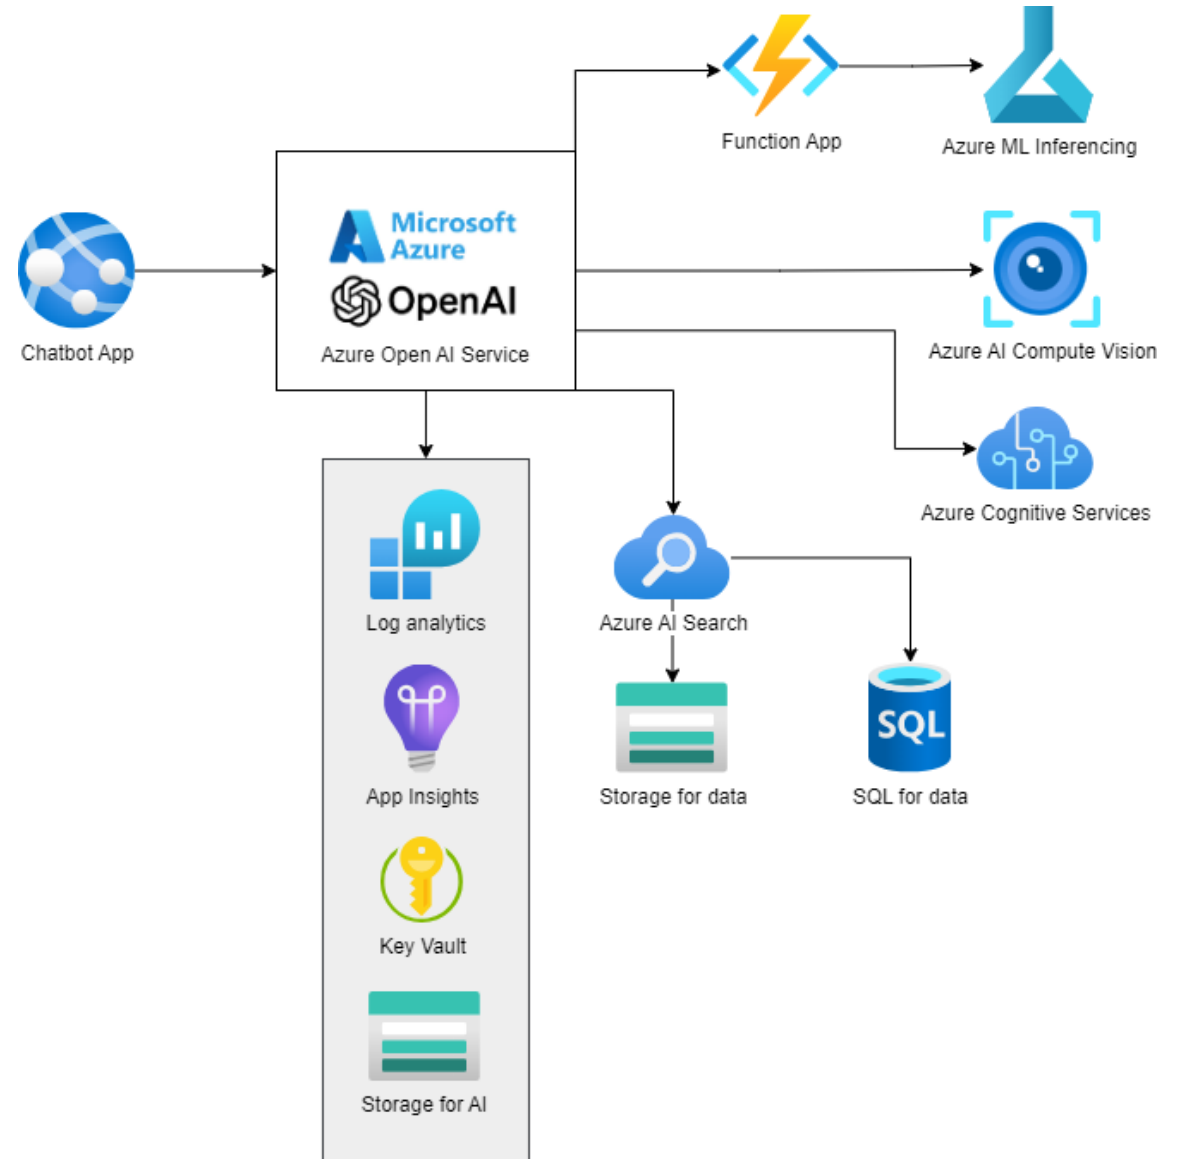 Function App
Azure ML Inferencing
Microsoft
Azure
OpenAI
Azure Open AI Service
Chatbot App
Azure AI Compute Vision
Azure Cognitive Services
Log analytics
Azure AI Search
SQL
App Insights
Storage for data
SQL for data
Key Vault
Storage for AI